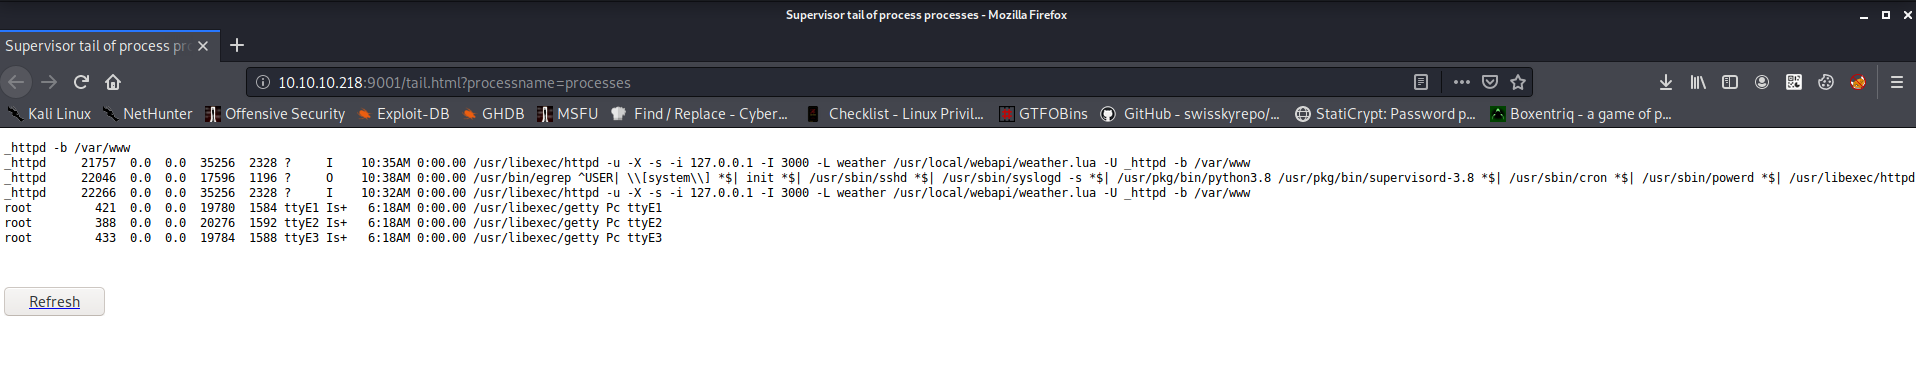 Supervisor tail of process processes - Mozilla Firefox
Supervisor tail of process pr
10.10.10.218:9001/tail.html?processname=processes
Kali Linux NetHunter Offensive Security Exploit-DB GHDB MSFU Find / Replace - Cyber... Checklist - Linux Privil... GTFOBins GitHub - swisskyrepo/... StatiCrypt: Password p... Boxentriq - a game of p...
_httpd -b /var/www
_httpd 21757 0.0 0.0 35256 2328 ? I 10:35AM 0:00.00 /usr/libexec/httpd -u -X -s -i 127.0.0.1 -I 3000 -L weather /usr/local/webapi/weather.lua -U _httpd -b /var/www
_httpd 22046 0.0 0.0 17596 1196 ? O 10:38AM 0:00.00 /usr/bin/egrep ^USER| \\[system\\] *$| init *$| /usr/sbin/sshd *$| /usr/sbin/syslogd -s *$| /usr/pkg/bin/python3.8 /usr/pkg/bin/supervisord-3.8 *$| /usr/sbin/cron *$| /usr/sbin/powerd *$| /usr/libexec/httpd
_httpd 22266 0.0 0.0 35256 2328 ? I 10:32AM 0:00.00 /usr/libexec/httpd -u -X -s -i 127.0.0.1 -I 3000 -L weather /usr/local/webapi/weather.lua -U _httpd -b /var/www
root 421 0.0 0.0 19780 1584 ttyE1 Is+ 6:18AM 0:00.00 /usr/libexec/getty Pc ttyE1
root 388 0.0 0.0 20276 1592 ttyE2 Is+ 6:18AM 0:00.00 /usr/libexec/getty Pc ttyE2
root 433 0.0 0.0 19784 1588 ttyE3 Is+ 6:18AM 0:00.00 /usr/libexec/getty Pc ttyE3
Refresh